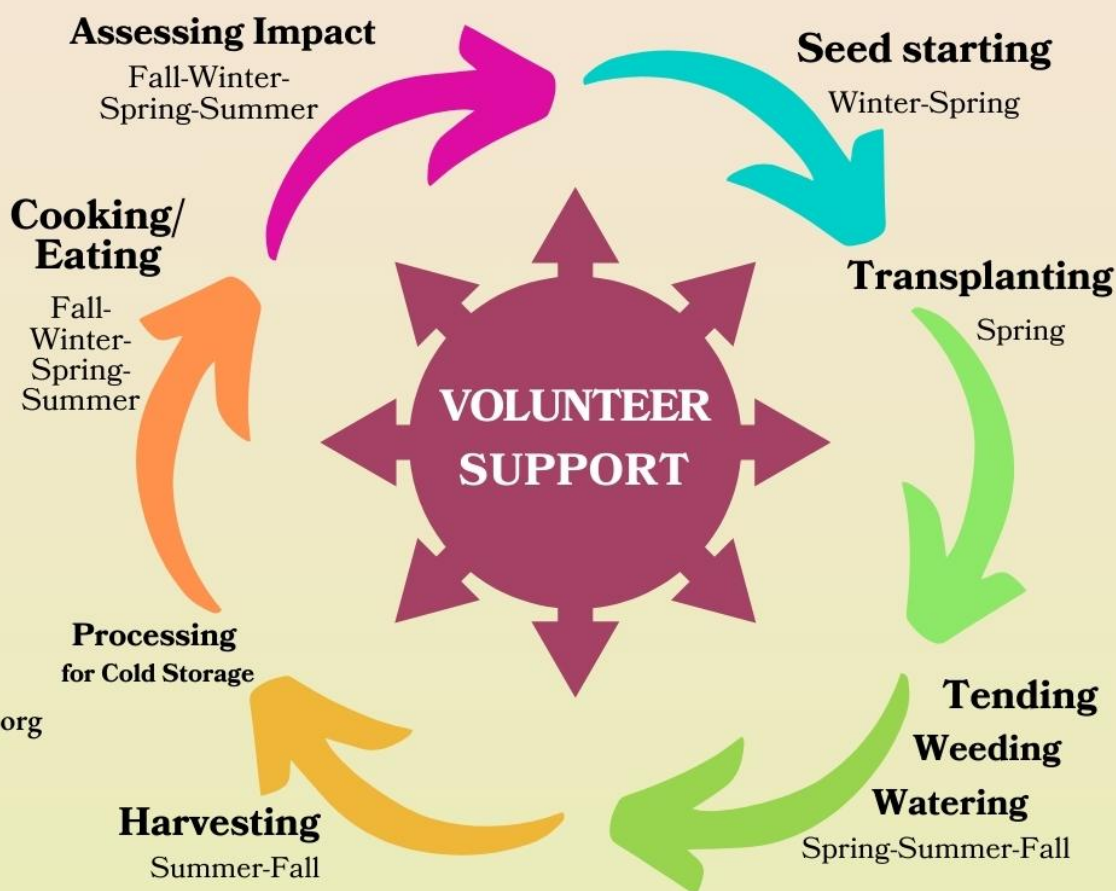 Assessing Impact
Fall-Winter-
Spring-Summer
Seed starting
Winter-Spring
Cooking/
Eating
Fall-
Winter-
Spring-
Summer
Transplanting
Spring
VOLUNTEER
SUPPORT
Processing
for Cold Storage
org
Tending
Weeding
Watering
Spring-Summer-Fall
Harvesting
Summer-Fall